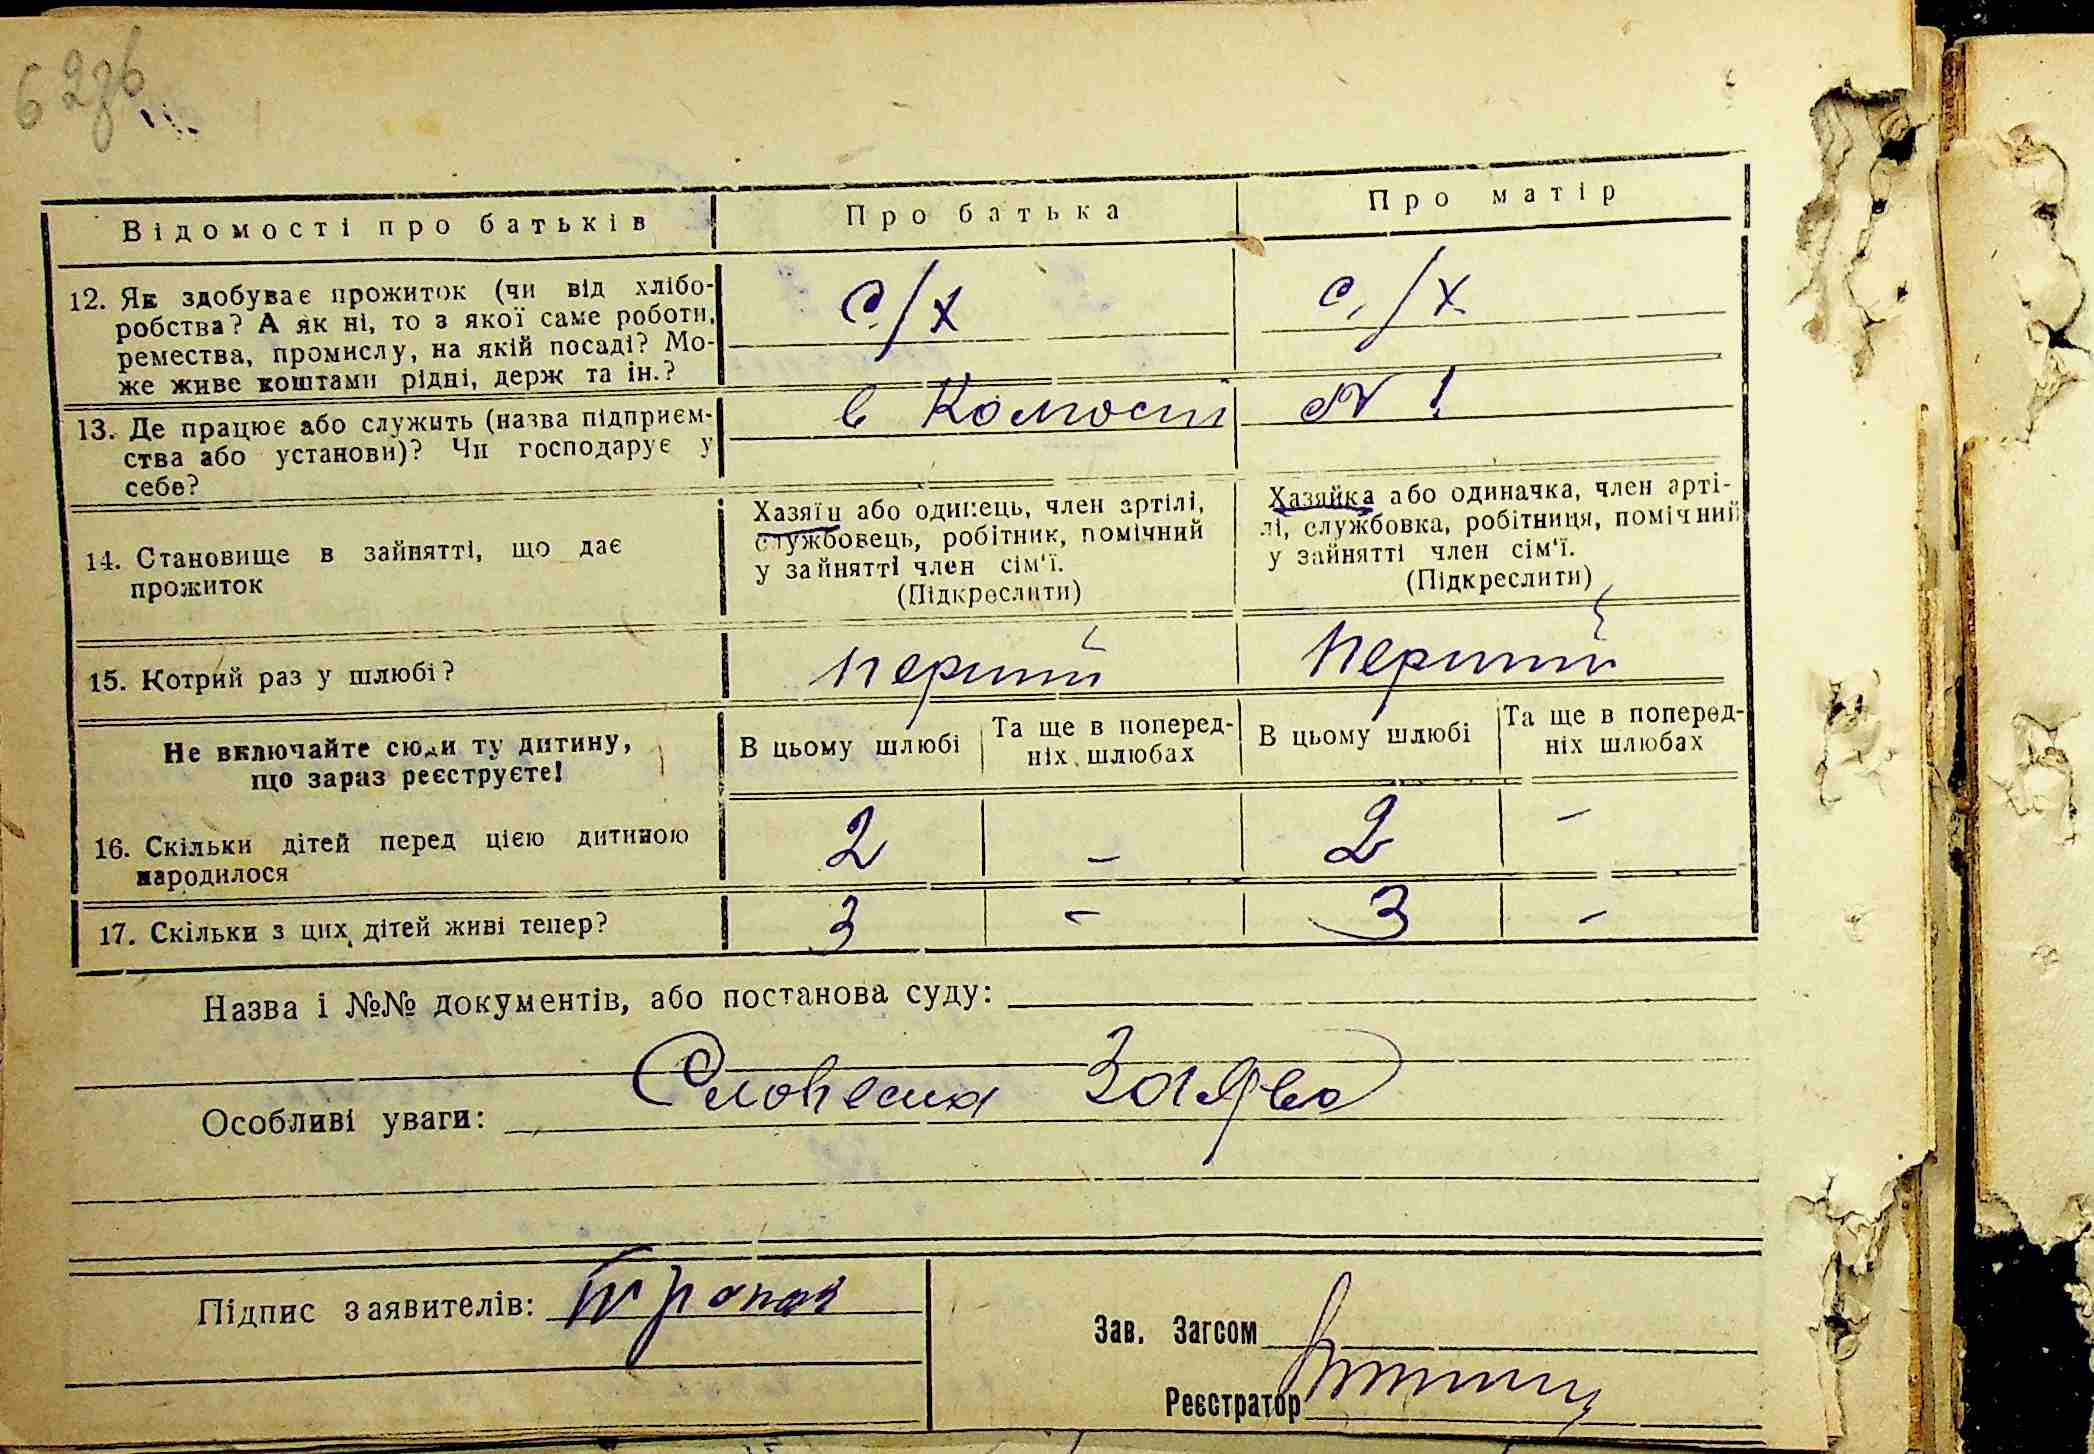 62зв
Відомості про батьків
Про батька
Про матір
12. Як здобуває прожиток (чи від хлібо-
робства? А як ні, то з якої саме роботи,
ремества, промислу, на якій посаді? Мо-
же живе коштами рідні, держ та ін.?
с/х
с./х.
13. Де працює або служить (назва підприєм-
ства або установи)? Чи господарує у
себе?
в Комгоспі
N 1
14. Становище в зайнятті, що дає
прожиток
Хазяїн або одинець, член артілі,
службовець, робітник, помічний
у зайнятті член сім'ї.
(Підкреслити)
Хазяйка або одиначка, член арті-
лі, службовка, робітниця, помічний
у зайнятті член сім'ї.
(Підкреслити)
15. Котрий раз у шлюбі?
перший
перший
Не включайте сюди ту дитину,
що зараз реєструєте!
В цьому шлюбі
Та ще в поперед-
ніх шлюбах
В цьому шлюбі
Та ще в поперед-
ніх шлюбах
16. Скільки дітей перед цією дитиною
народилося
2
-
2
-
17. Скільки з цих дітей живі тепер?
3
-
3
-
Назва і №№ документів, або постанова суду:
Словесна Заява
Особливі уваги:
Підпис заявителів:
Зав. Загсом
Реєстратор